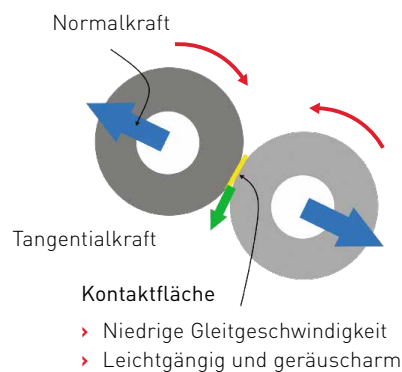 Normalkraft
Tangentialkraft
Kontaktfläche
› Niedrige Gleitgeschwindigkeit
› Leichtgängig und geräuscharm